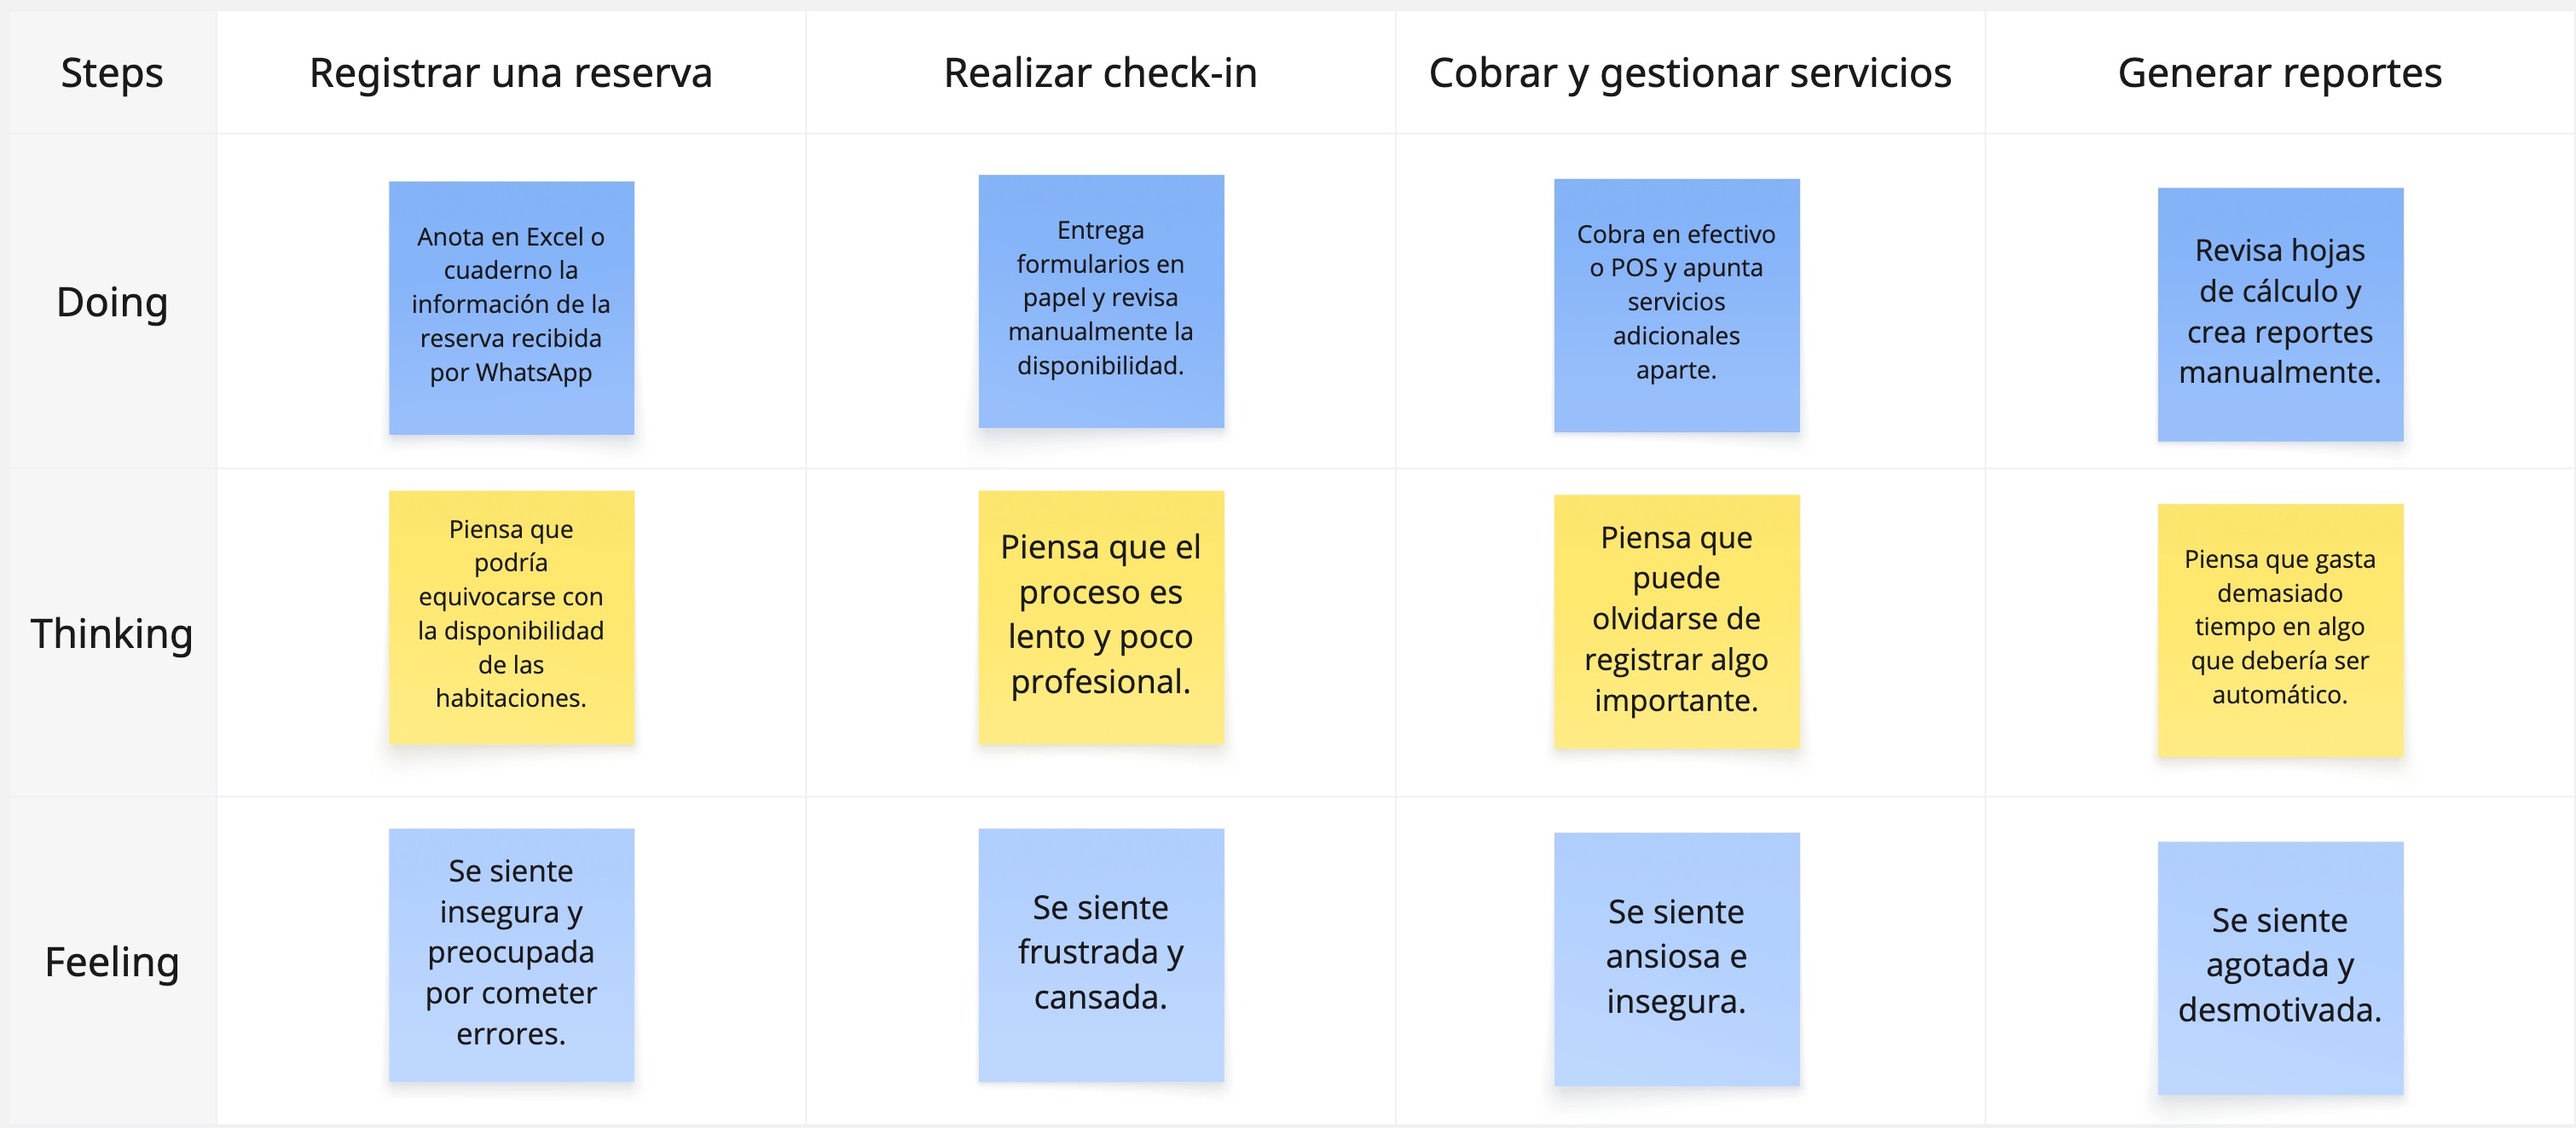 Steps
Registrar una reserva
Realizar check-in
Cobrar y gestionar servicios
Generar reportes
Doing
Anota en Excel o
cuaderno la
información de la
reserva recibida
por WhatsApp
Entrega
formularios en
papel y revisa
manualmente la
disponibilidad.
Cobra en efectivo
o POS y apunta
servicios
adicionales
aparte.
Revisa hojas
de cálculo y
crea reportes
manualmente.
Thinking
Piensa que
podría
equivocarse con
la disponibilidad
de las
habitaciones.
Piensa que el
proceso es
lento y poco
profesional.
Piensa que
puede
olvidarse de
registrar algo
importante.
Piensa que gasta
demasiado
tiempo en algo
que debería ser
automático.
Feeling
Se siente
insegura y
preocupada
por cometer
errores.
Se siente
frustrada y
cansada.
Se siente
ansiosa e
insegura.
Se siente
agotada y
desmotivada.